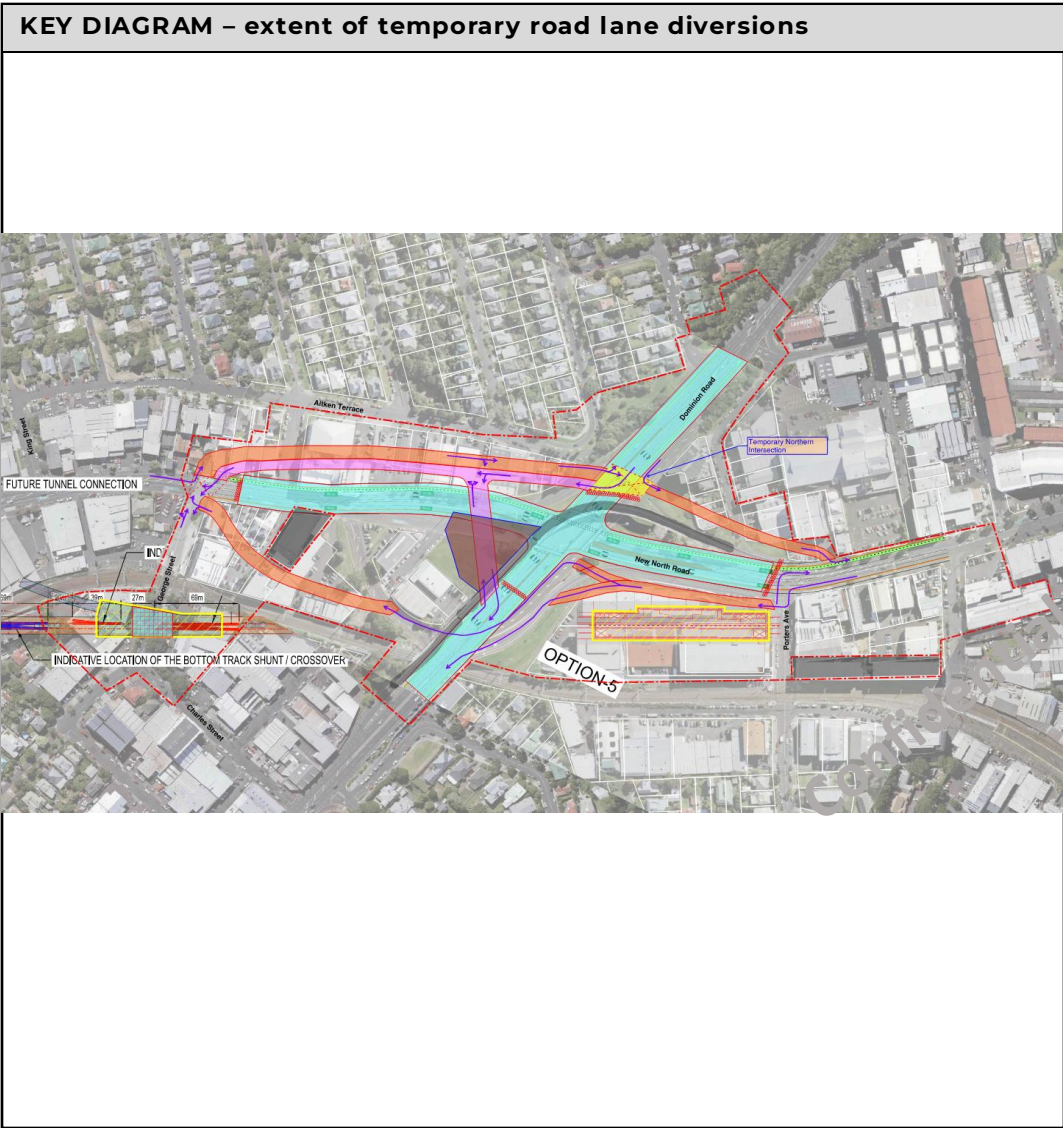 KEY DIAGRAM – extent of temporary road lane diversions
Dominion Road
Aitken Terrace
King Street
Temporary Northern
Intersection
FUTURE TUNNEL CONNECTION
IND
New North Road
George Street
39m
27m
69m
Porters Ave
OPTION-5
INDICATIVE LOCATION OF THE BOTTOM TRACK SHUNT / CROSSOVER
Charles Street